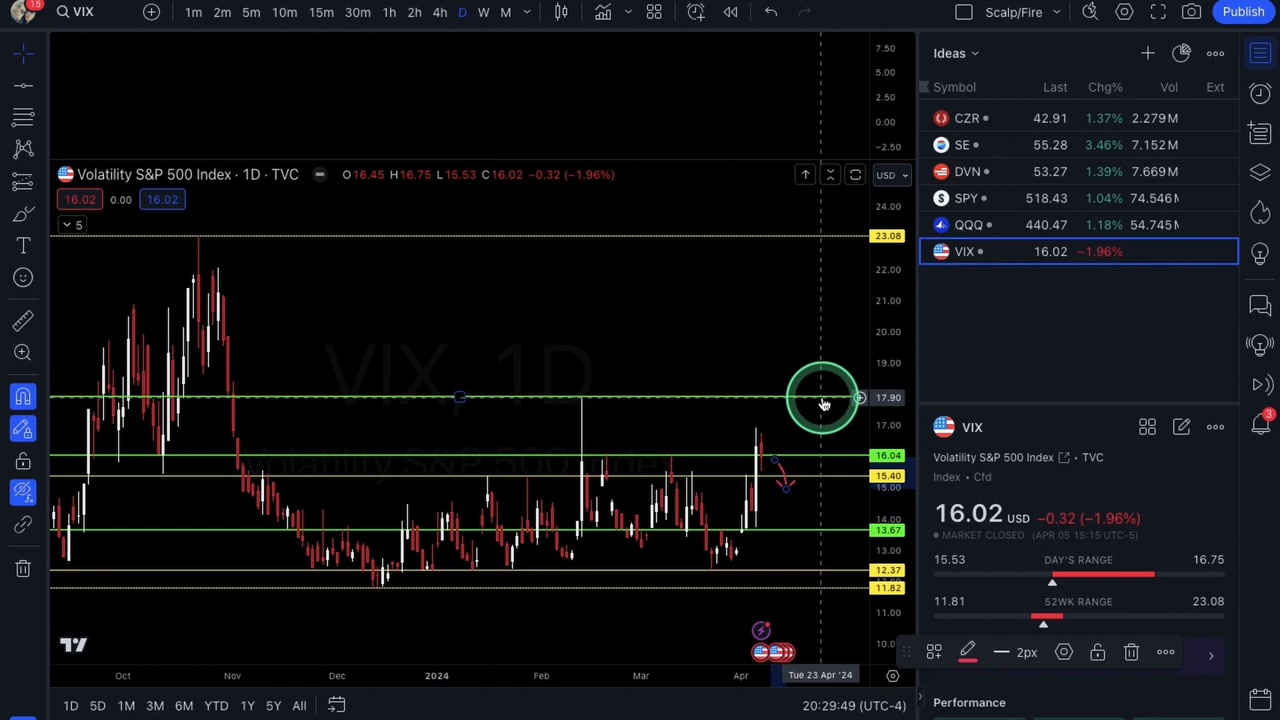 15
VIX
1m 2m 5m 10m 15m 30m 1h 2h 4h D W M
Scalp/Fire
Publish
7.50
5.00
2.50
0.00
−2.50
Volatility S&P 500 Index · 1D · TVC
O16.45 H16.75 L15.53 C16.02 −0.32 (−1.96%)
USD
16.02 0.00 16.02
5
24.00
23.08
22.00
21.00
20.00
19.00
VIX, 1D
17.90
17.00
Volatility S&P 500 Index
16.04
15.40
15.00
14.00
13.67
13.00
12.37
11.82
11.00
Oct Nov Dec 2024 Feb Mar Apr
Tue 23 Apr '24
1D 5D 1M 3M 6M YTD 1Y 5Y All
20:29:49 (UTC-4)
Ideas
Symbol Last Chg% Vol Ext
CZR 42.91 1.37% 2.279M
SE 55.28 3.46% 7.152M
DVN 53.27 1.39% 7.669M
SPY 518.43 1.04% 74.546
QQQ 440.47 1.18% 54.745
VIX 16.02 −1.96%
VIX
Volatility S&P 500 Index · TVC
Index · Cfd
16.02 USD −0.32 (−1.96%)
MARKET CLOSED (APR 05 15:15 UTC-5)
15.53 DAY'S RANGE 16.75
11.81 52WK RANGE 23.08
2px
Performance
3